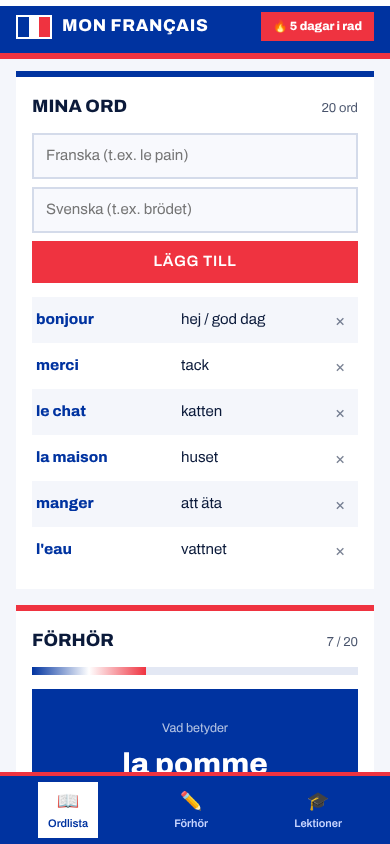 MON FRANÇAIS
🔥 5 dagar i rad
MINA ORD
20 ord
Franska (t.ex. le pain)
Svenska (t.ex. brödet)
LÄGG TILL
bonjour hej / god dag ×
merci tack ×
le chat katten ×
la maison huset ×
manger att äta ×
l'eau vattnet ×
FÖRHÖR
7 / 20
Vad betyder
la pomme
Ordlista
Förhör
Lektioner